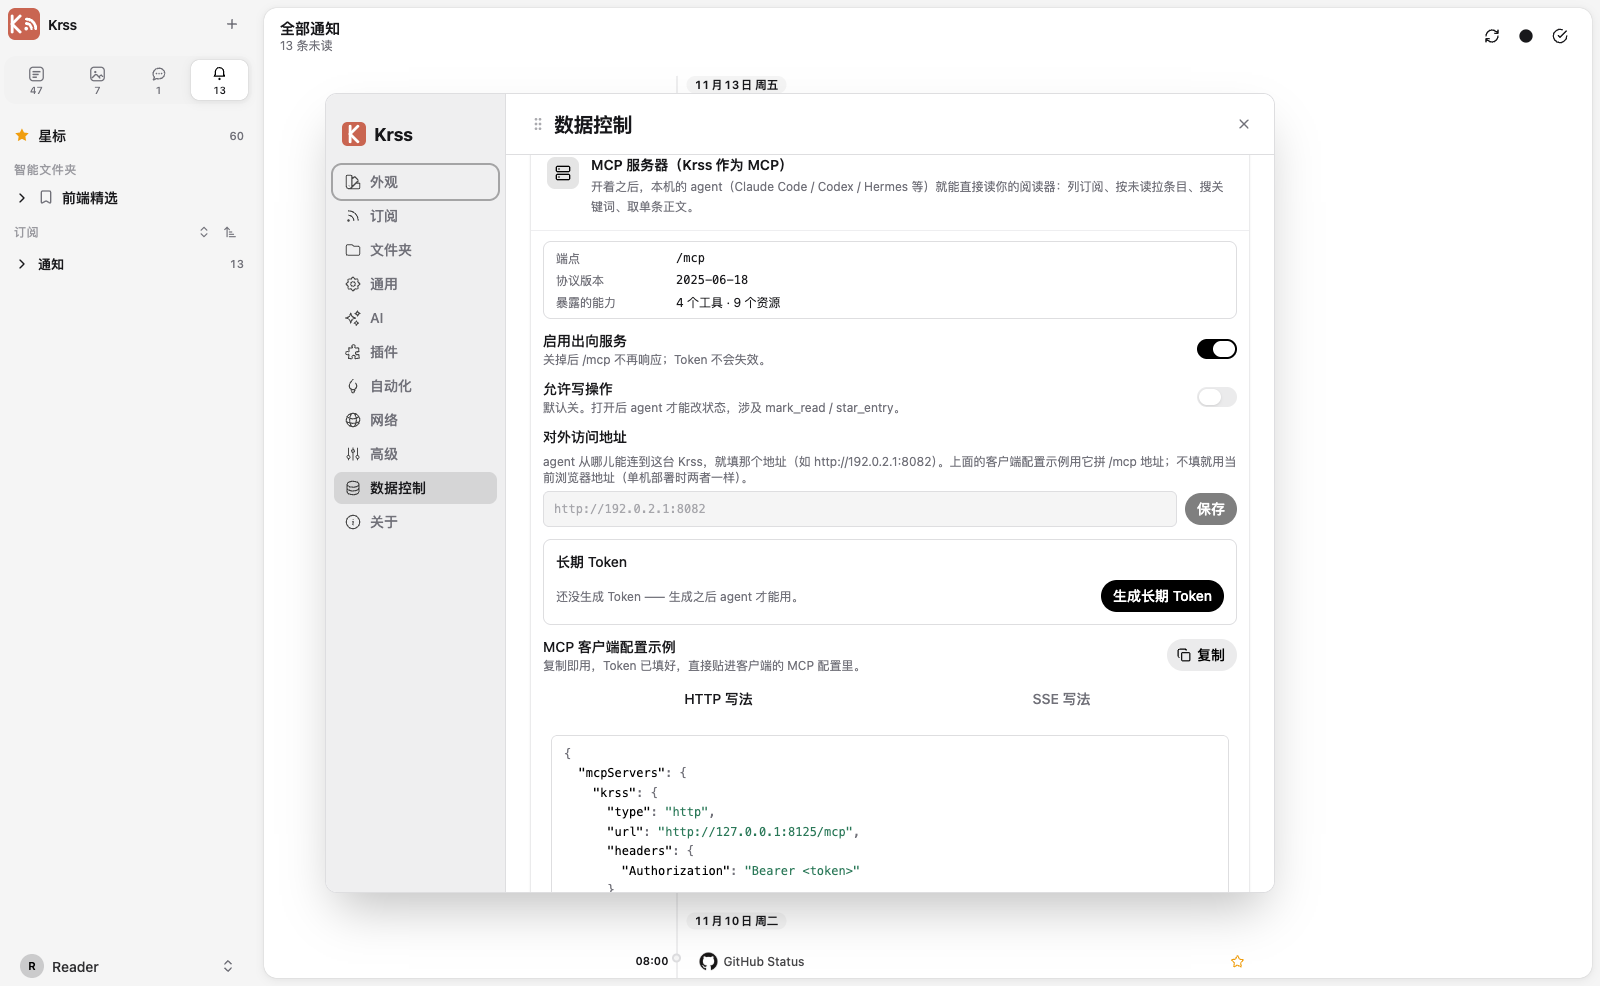 Krss
47
7
1
13
星标
60
智能文件夹
前端精选
订阅
通知
13
R
Reader
全部通知
13 条未读
11月13日 周五
Krss
外观
订阅
文件夹
通用
AI
插件
自动化
网络
高级
数据控制
关于
数据控制
MCP 服务器（Krss 作为 MCP）
开着之后，本机的 agent（Claude Code / Codex / Hermes 等）就能直接读你的阅读器：列订阅、按未读拉条目、搜关
键词、取单条正文。
端点 /mcp
协议版本 2025-06-18
暴露的能力 4 个工具 · 9 个资源
启用出向服务
关掉后 /mcp 不再响应；Token 不会失效。
允许写操作
默认关。打开后 agent 才能改状态，涉及 mark_read / star_entry。
对外访问地址
agent 从哪儿能连到这台 Krss，就填那个地址（如 http://192.0.2.1:8082）。上面的客户端配置示例用它拼 /mcp 地址；不填就用当
前浏览器地址（单机部署时两者一样）。
http://192.0.2.1:8082
保存
长期 Token
还没生成 Token —— 生成之后 agent 才能用。
生成长期 Token
MCP 客户端配置示例
复制即用，Token 已填好，直接贴进客户端的 MCP 配置里。
复制
HTTP 写法
SSE 写法
{
"mcpServers": {
"krss": {
"type": "http",
"url": "http://127.0.0.1:8125/mcp",
"headers": {
"Authorization": "Bearer <token>"
}
11月10日 周二
08:00
GitHub Status